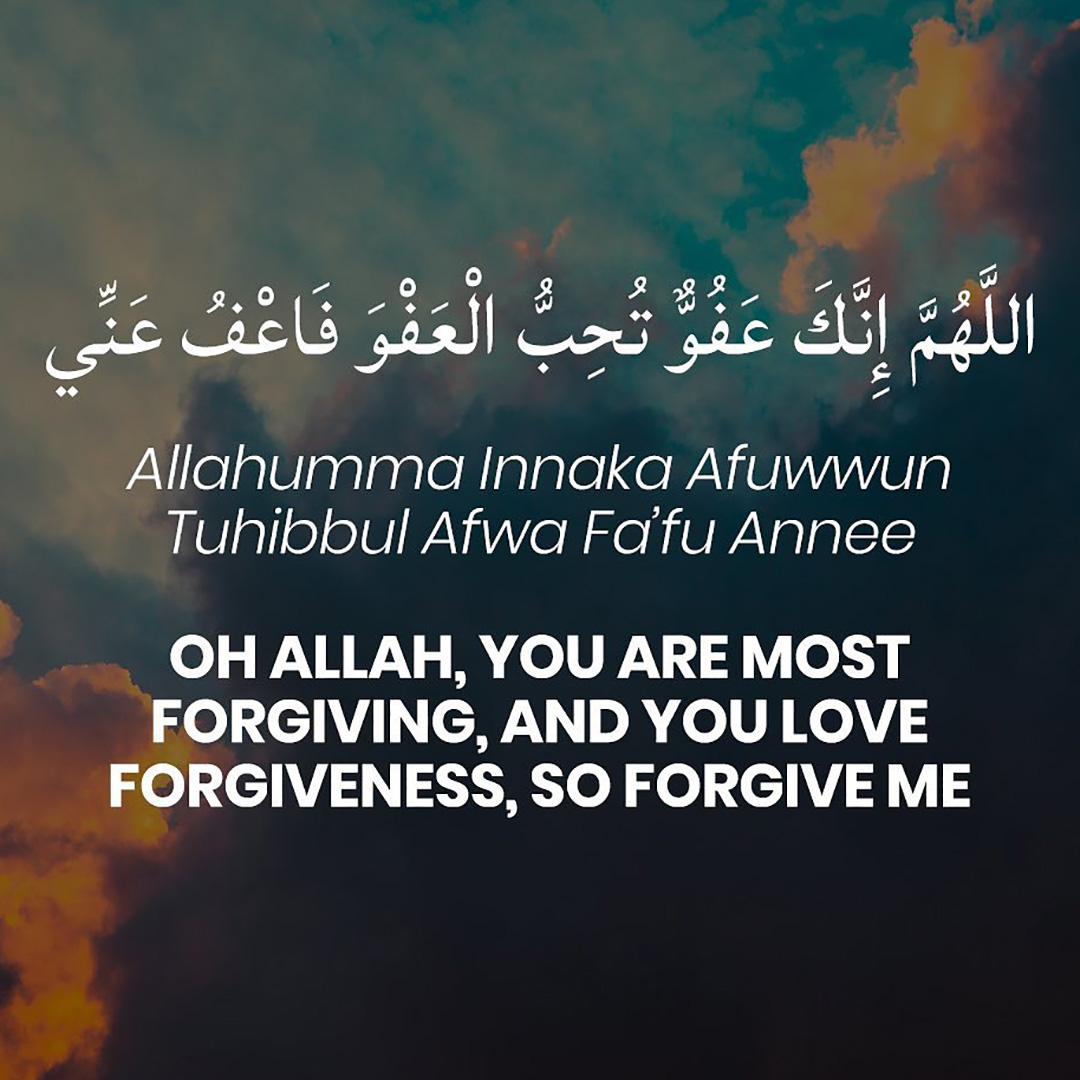 اللَّهُمَّ إِنَّكَ عَفُوٌّ تُحِبُّ الْعَفْوَ فَاعْفُ عَنِّي
Allahumma Innaka Afuwwun
Tuhibbul Afwa Fa’fu Annee
OH ALLAH, YOU ARE MOST
FORGIVING, AND YOU LOVE
FORGIVENESS, SO FORGIVE ME